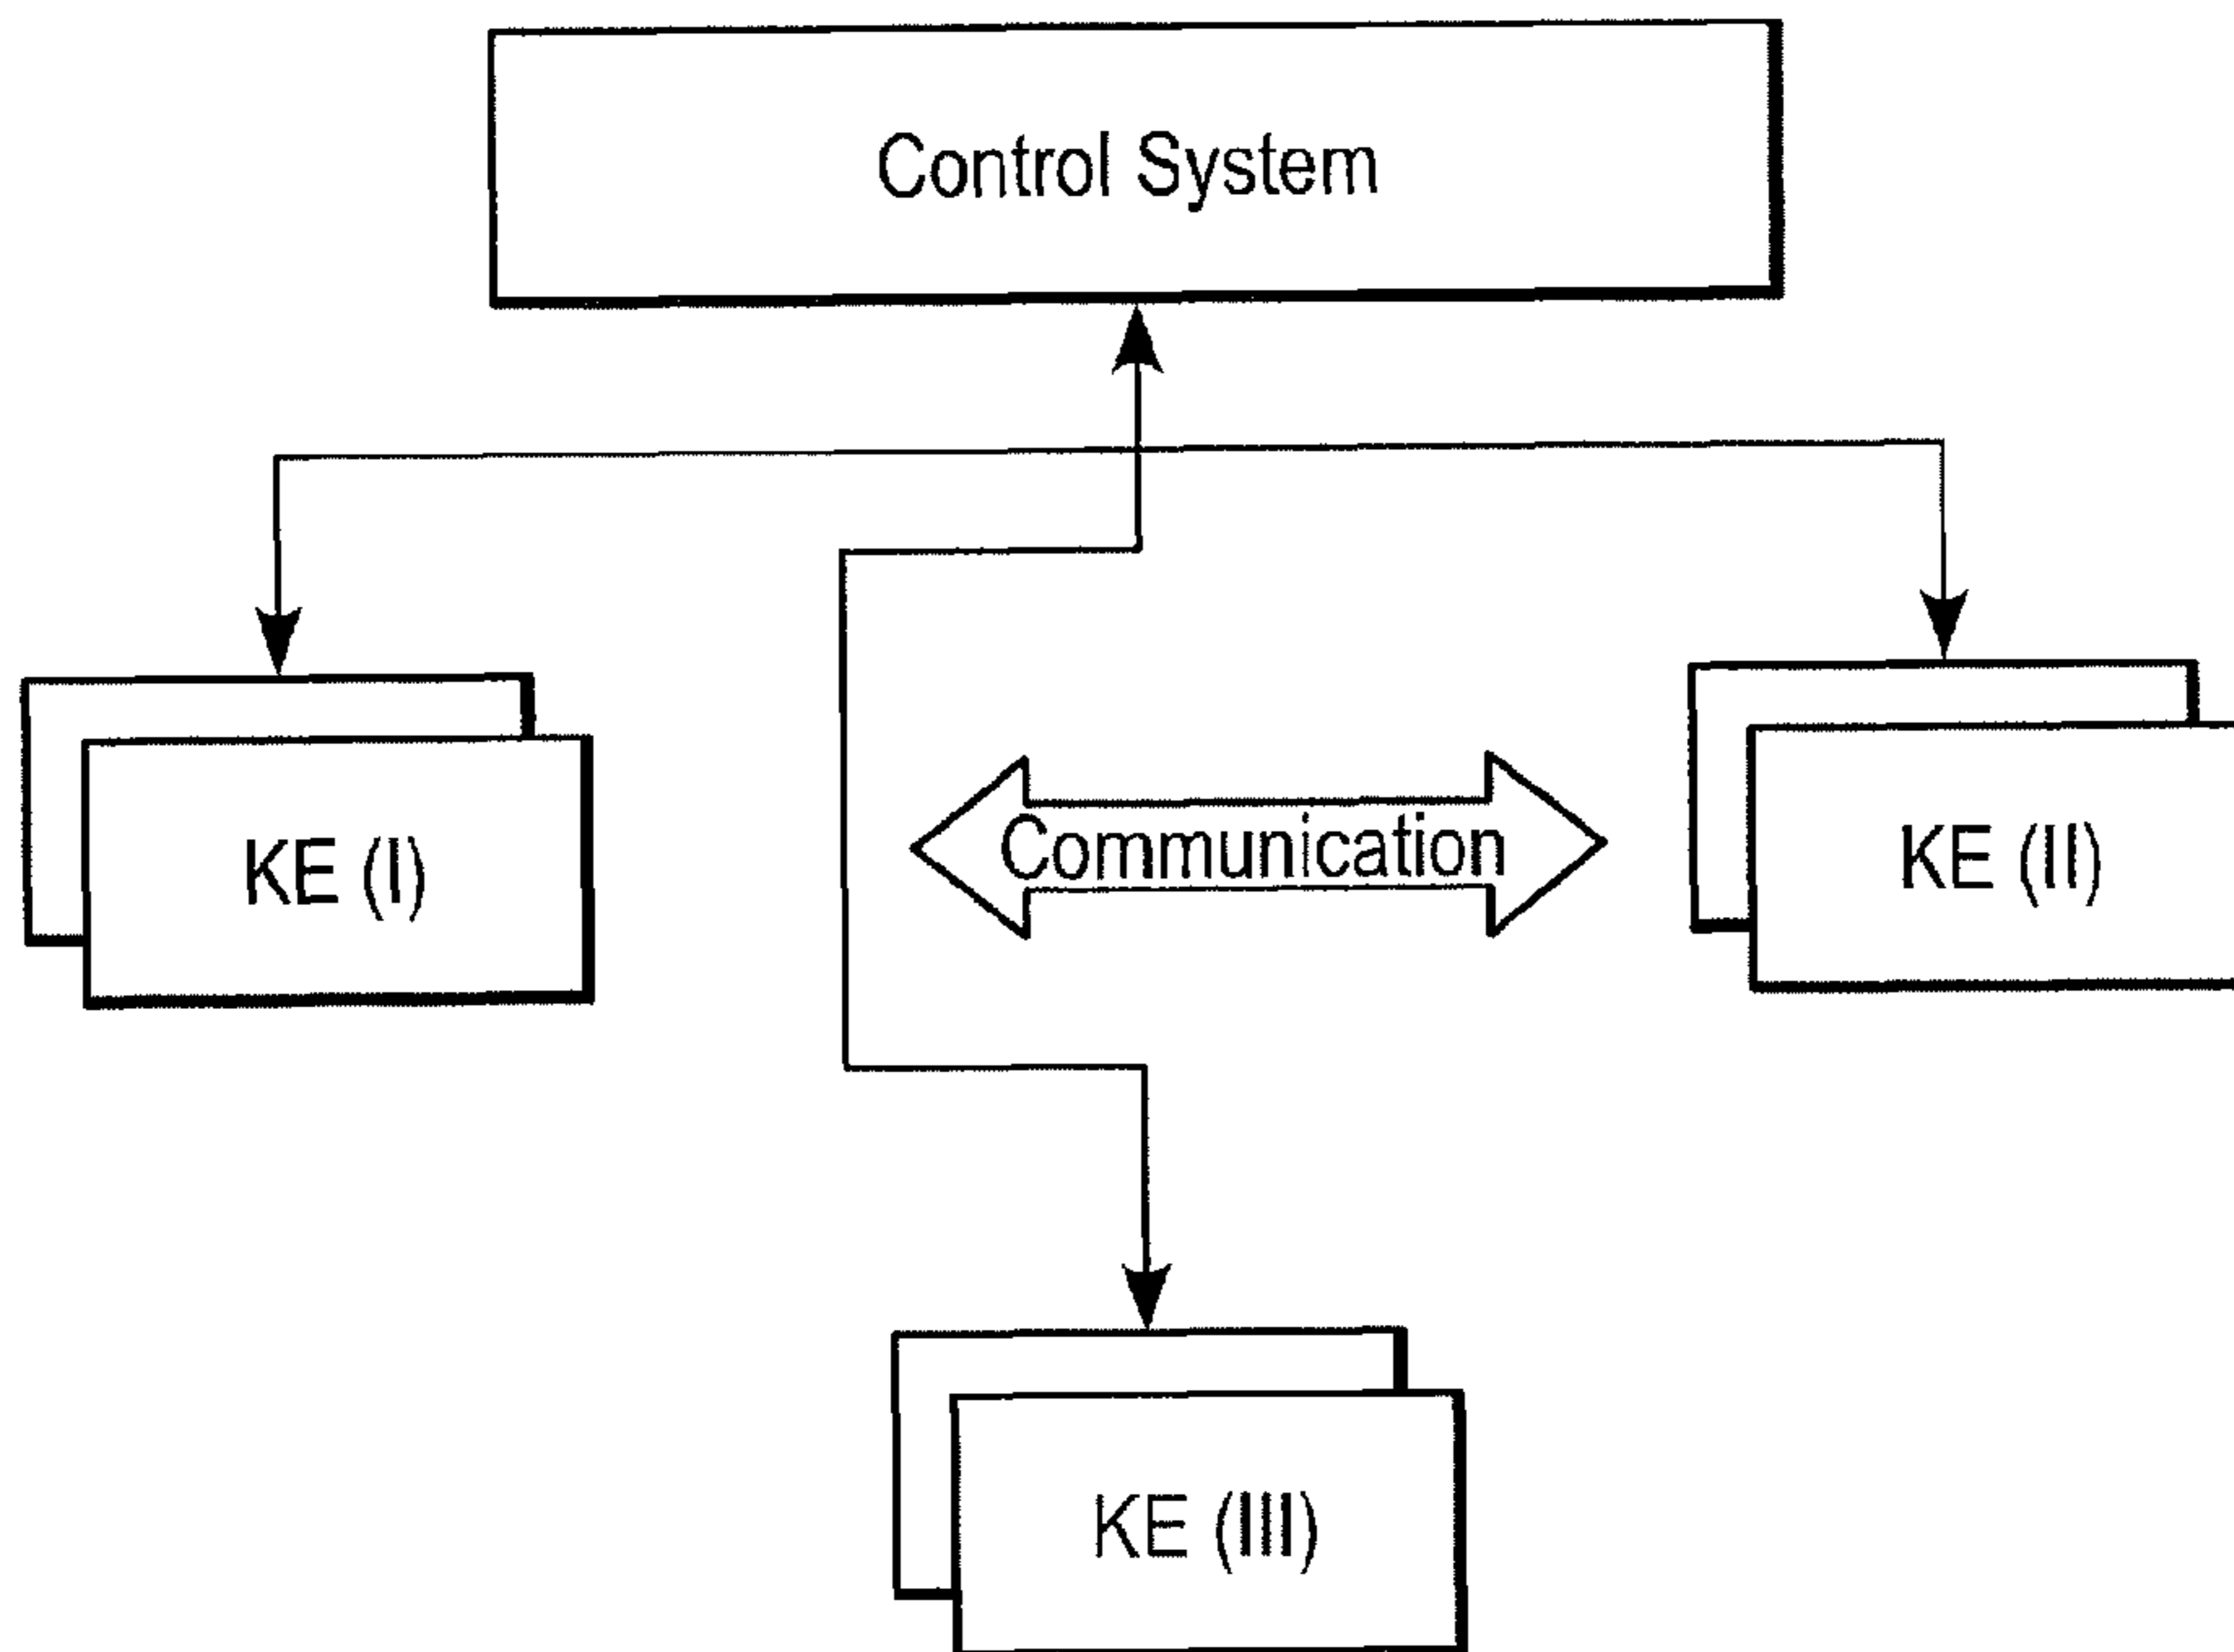 Control System
KE (I)
Communication
KE (II)
KE (III)